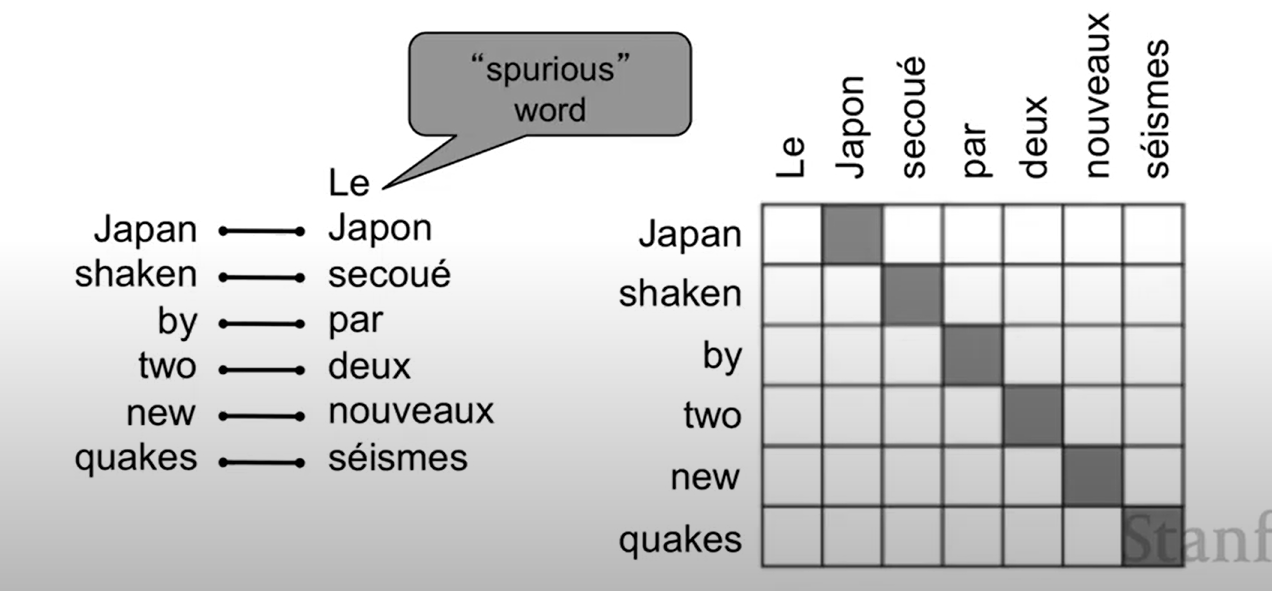 “spurious”
word
Le
Japan Japon
shaken secoué
by par
two deux
new nouveaux
quakes séismes
Le Japon secoué par deux nouveaux séismes
Japan
shaken
by
two
new
quakes
Stanf